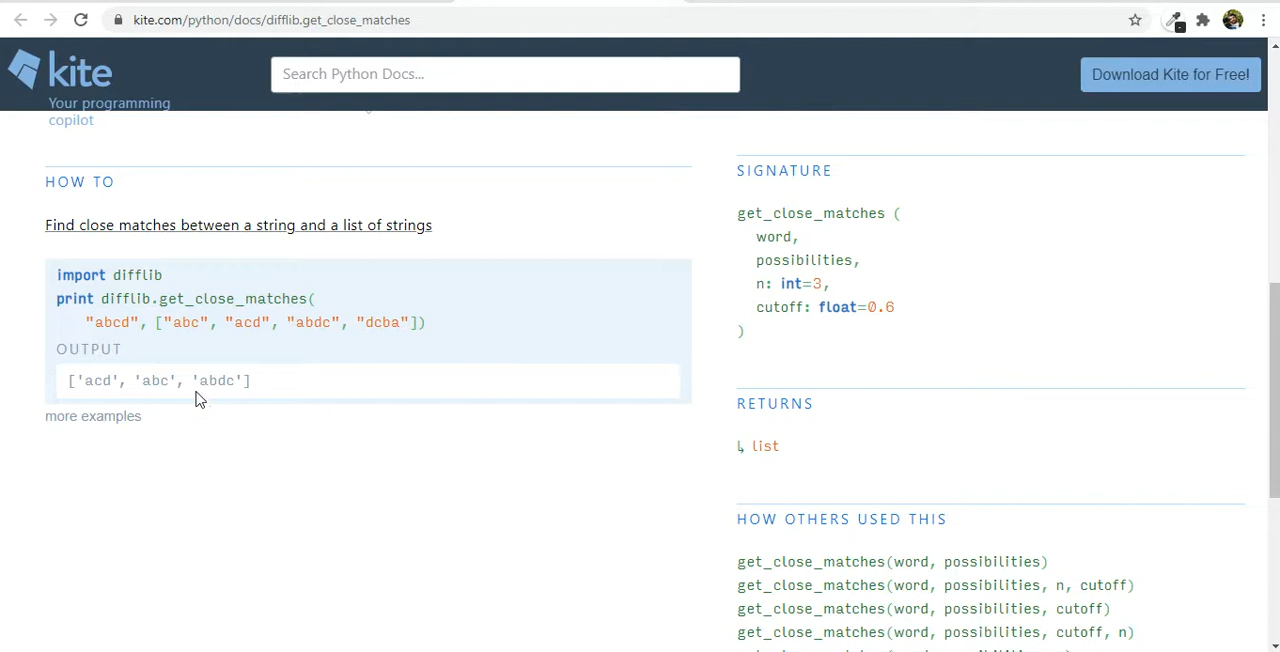 kite.com/python/docs/difflib.get_close_matches
kite
Your programming
copilot
Search Python Docs...
Download Kite for Free!
HOW TO
Find close matches between a string and a list of strings
import difflib
print difflib.get_close_matches(
"abcd", ["abc", "acd", "abdc", "dcba"])
OUTPUT
['acd', 'abc', 'abdc']
more examples
SIGNATURE
get_close_matches (
word,
possibilities,
n: int=3,
cutoff: float=0.6
)
RETURNS
↳ list
HOW OTHERS USED THIS
get_close_matches(word, possibilities)
get_close_matches(word, possibilities, n, cutoff)
get_close_matches(word, possibilities, cutoff)
get_close_matches(word, possibilities, cutoff, n)